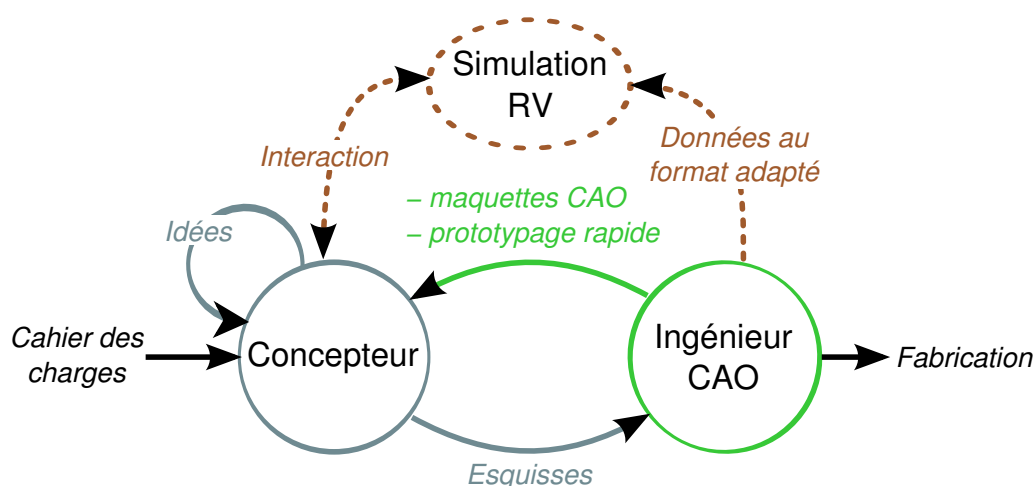 Simulation
RV
Interaction
Données au
format adapté
– maquettes CAO
– prototypage rapide
Idées
Cahier des
charges
Concepteur
Ingénieur
CAO
Fabrication
Esquisses